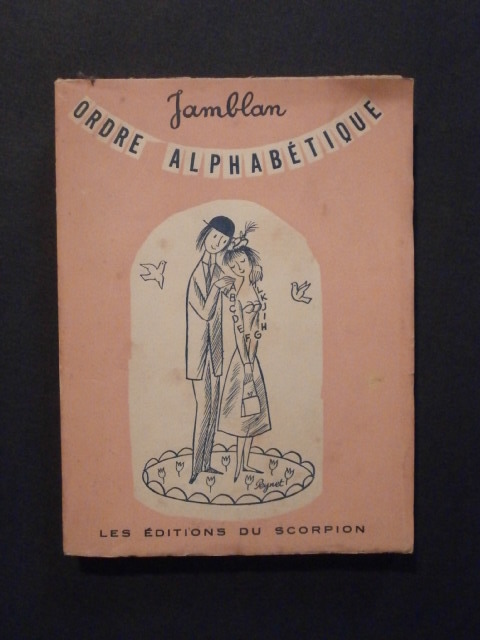 Jamblan
ORDRE ALPHABÉTIQUE
B
C
D
E
F
G
H
I
J
K
L
Peynet
LES ÉDITIONS DU SCORPION